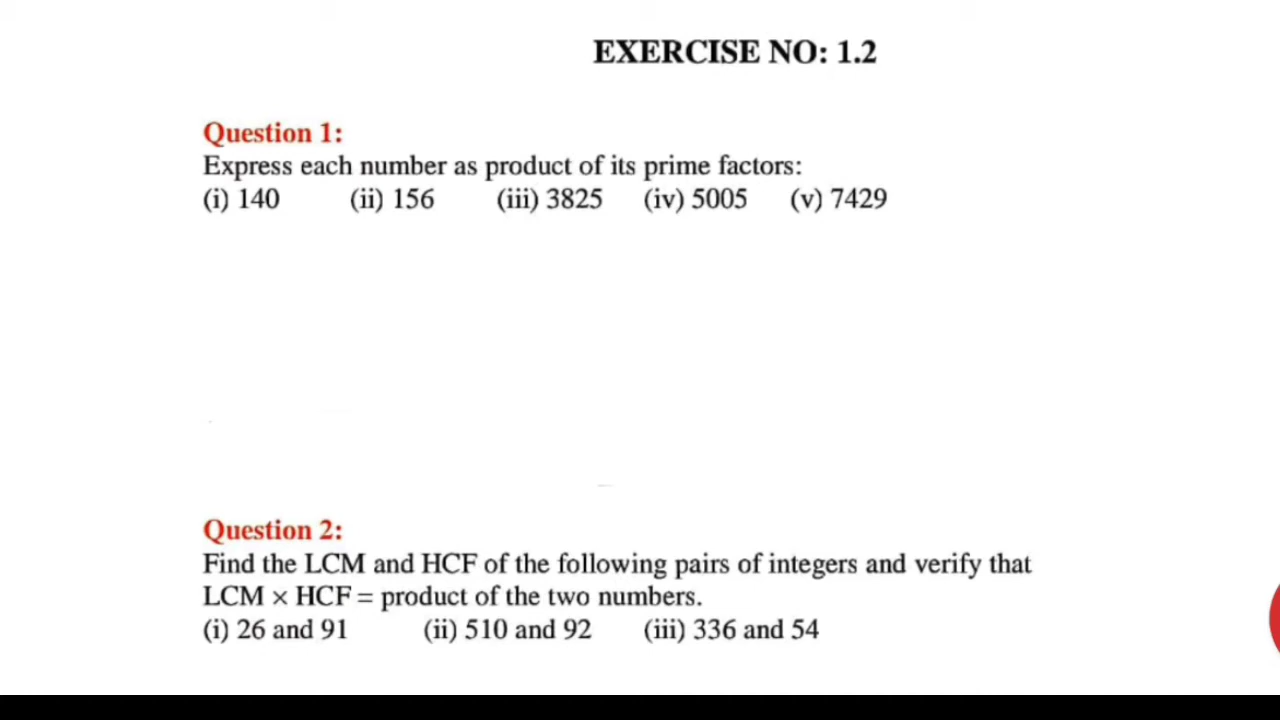 EXERCISE NO: 1.2
Question 1:
Express each number as product of its prime factors:
(i) 140 (ii) 156 (iii) 3825 (iv) 5005 (v) 7429
Question 2:
Find the LCM and HCF of the following pairs of integers and verify that
LCM × HCF = product of the two numbers.
(i) 26 and 91 (ii) 510 and 92 (iii) 336 and 54